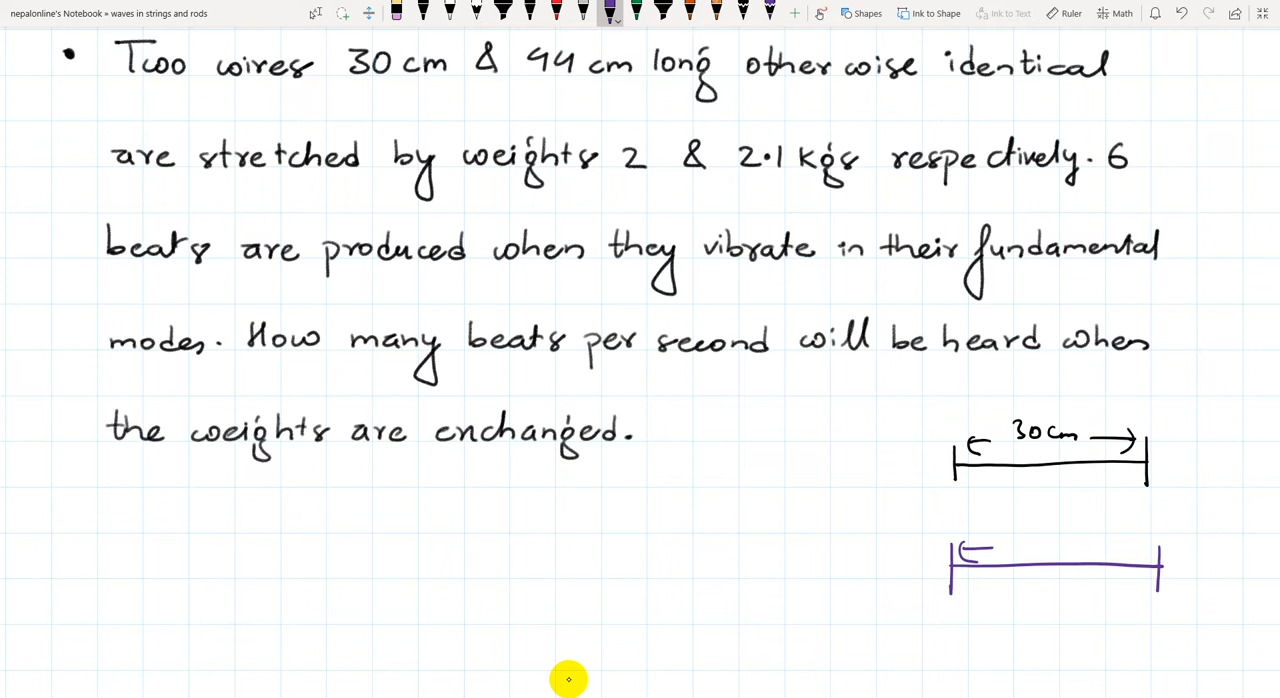 nepalonline's Notebook » waves in strings and rods
Shapes Ink to Shape Ink to Text Ruler Math
• Two wires 30 cm & 44 cm long otherwise identical
are stretched by weights 2 & 2.1 kgs respectively. 6
beats are produced when they vibrate in their fundamental
modes. How many beats per second will be heard when
the weights are enchanged.
30cm